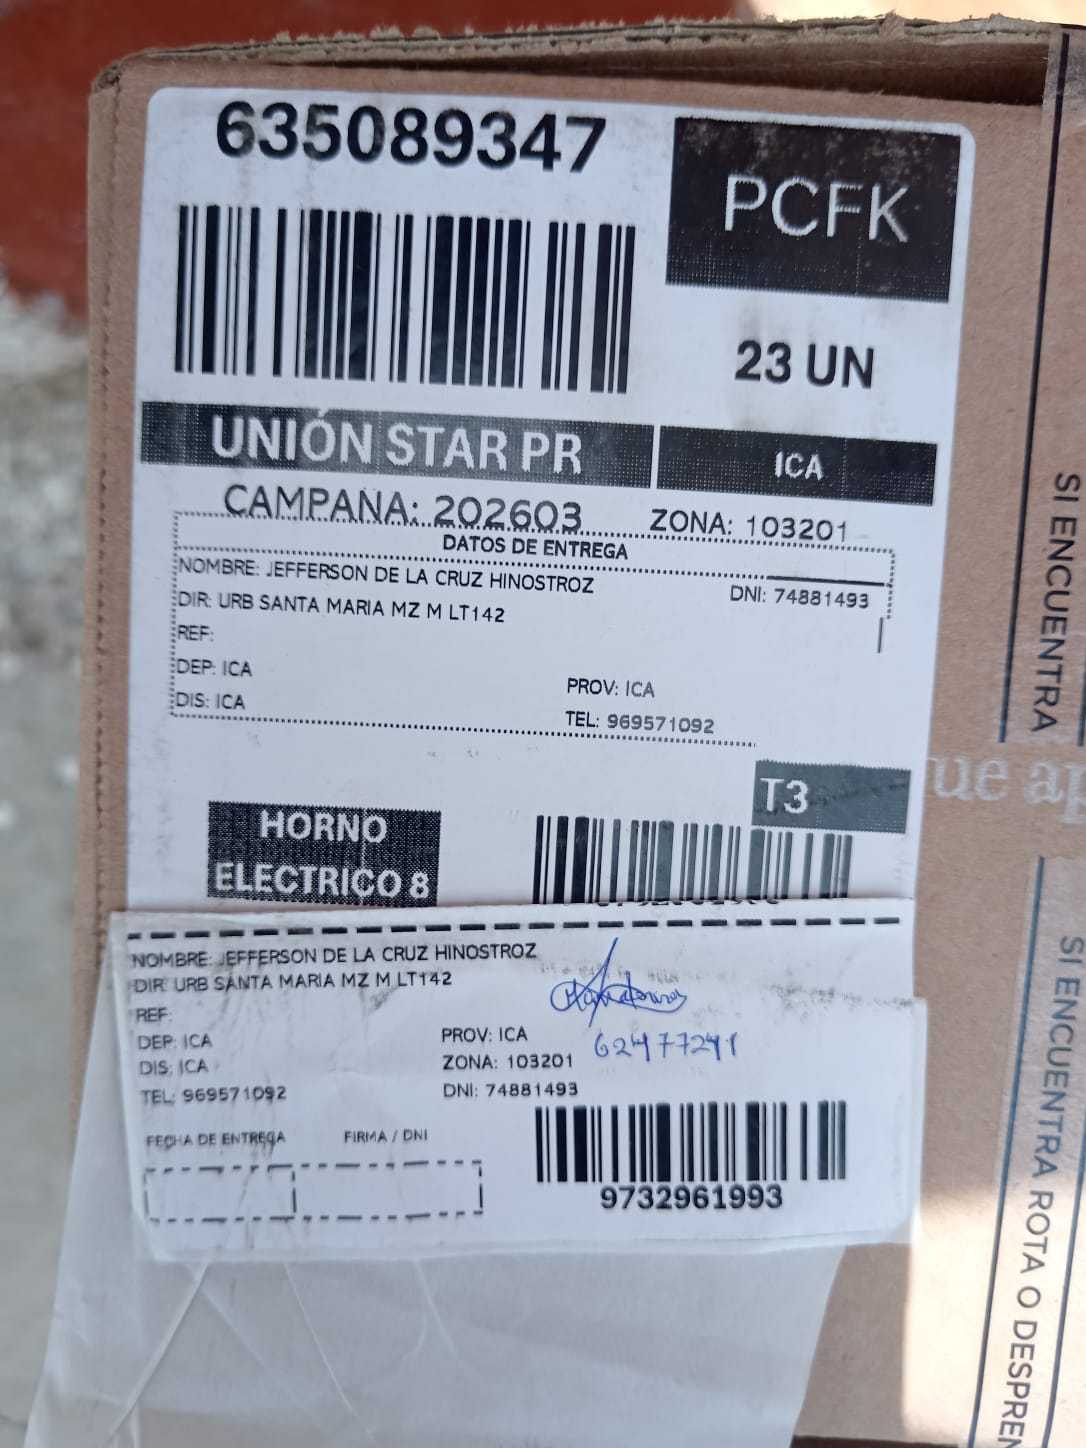 635089347
PCFK
23 UN
UNIÓN STAR PR
ICA
CAMPAÑA: 202603
ZONA: 103201
DATOS DE ENTREGA
NOMBRE: JEFFERSON DE LA CRUZ HINOSTROZ
DNI: 74881493
DIR: URB SANTA MARIA MZ M LT142
REF:
DEP: ICA
PROV: ICA
DIS: ICA
TEL: 969571092
T3
HORNO
ELECTRICO 8
NOMBRE: JEFFERSON DE LA CRUZ HINOSTROZ
DIR: URB SANTA MARIA MZ M LT142
REF:
DEP: ICA
PROV: ICA
DIS: ICA
ZONA: 103201
TEL: 969571092
DNI: 74881493
62477241
FECHA DE ENTREGA
FIRMA / DNI
9732961993
SI ENCUENTRA
SI ENCUENTRA ROTA O DESPREN